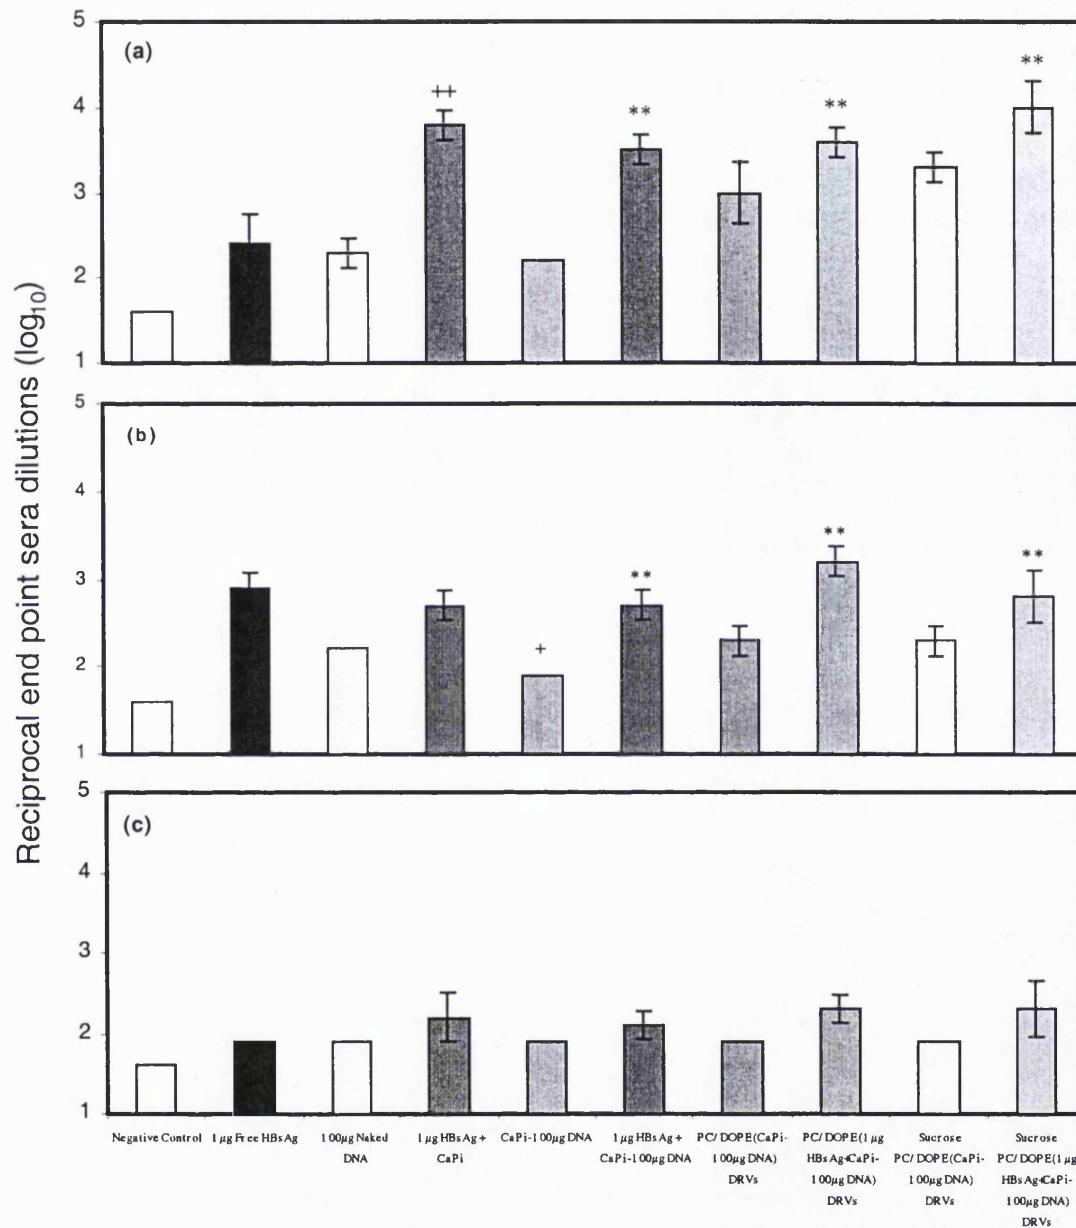 Reciprocal end point sera dilutions (log10)
5
(a)
4
3
2
1
++
**
**
**
5
(b)
4
3
2
1
+
**
**
**
5
(c)
4
3
2
1
Negative Control
1 µg Free HBsAg
100µg Naked
DNA
1 µg HBsAg +
CaPi
CaPi-100µg DNA
1 µg HBsAg +
CaPi-100µg DNA
PC/ DOPE(CaPi-
100µg DNA)
DRVs
PC/ DOPE(1 µg
HBsAg+CaPi-
100µg DNA)
DRVs
Sucrose
PC/ DOPE(CaPi-
100µg DNA)
DRVs
Sucrose
PC/ DOPE(1 µg
HBsAg+CaPi-
100µg DNA)
DRVs